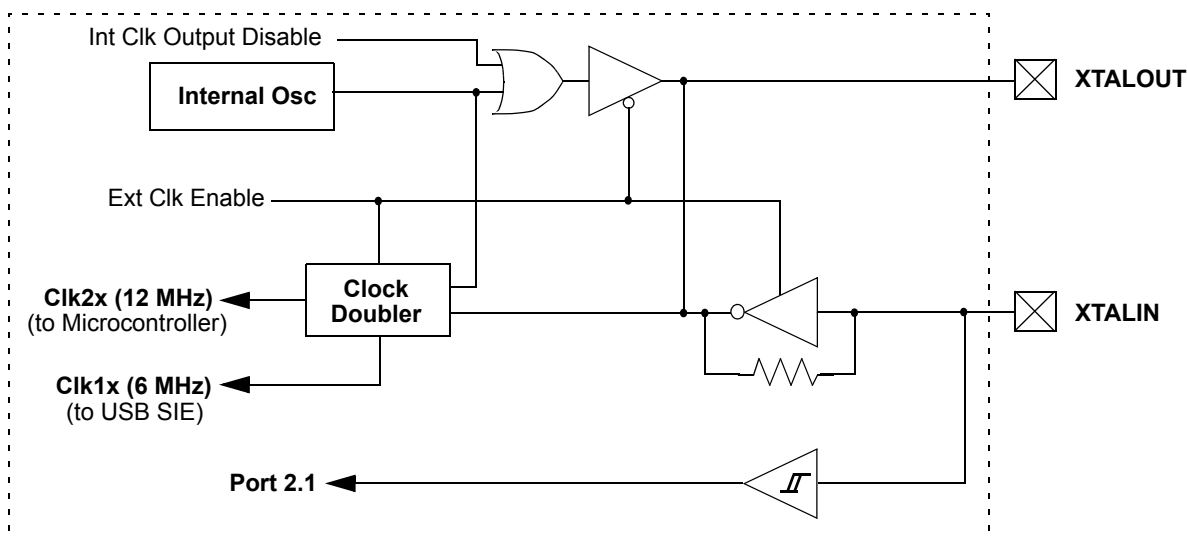 Int Clk Output Disable
Internal Osc
XTALOUT
Ext Clk Enable
Clock
Doubler
Clk2x (12 MHz)
(to Microcontroller)
XTALIN
Clk1x (6 MHz)
(to USB SIE)
Port 2.1